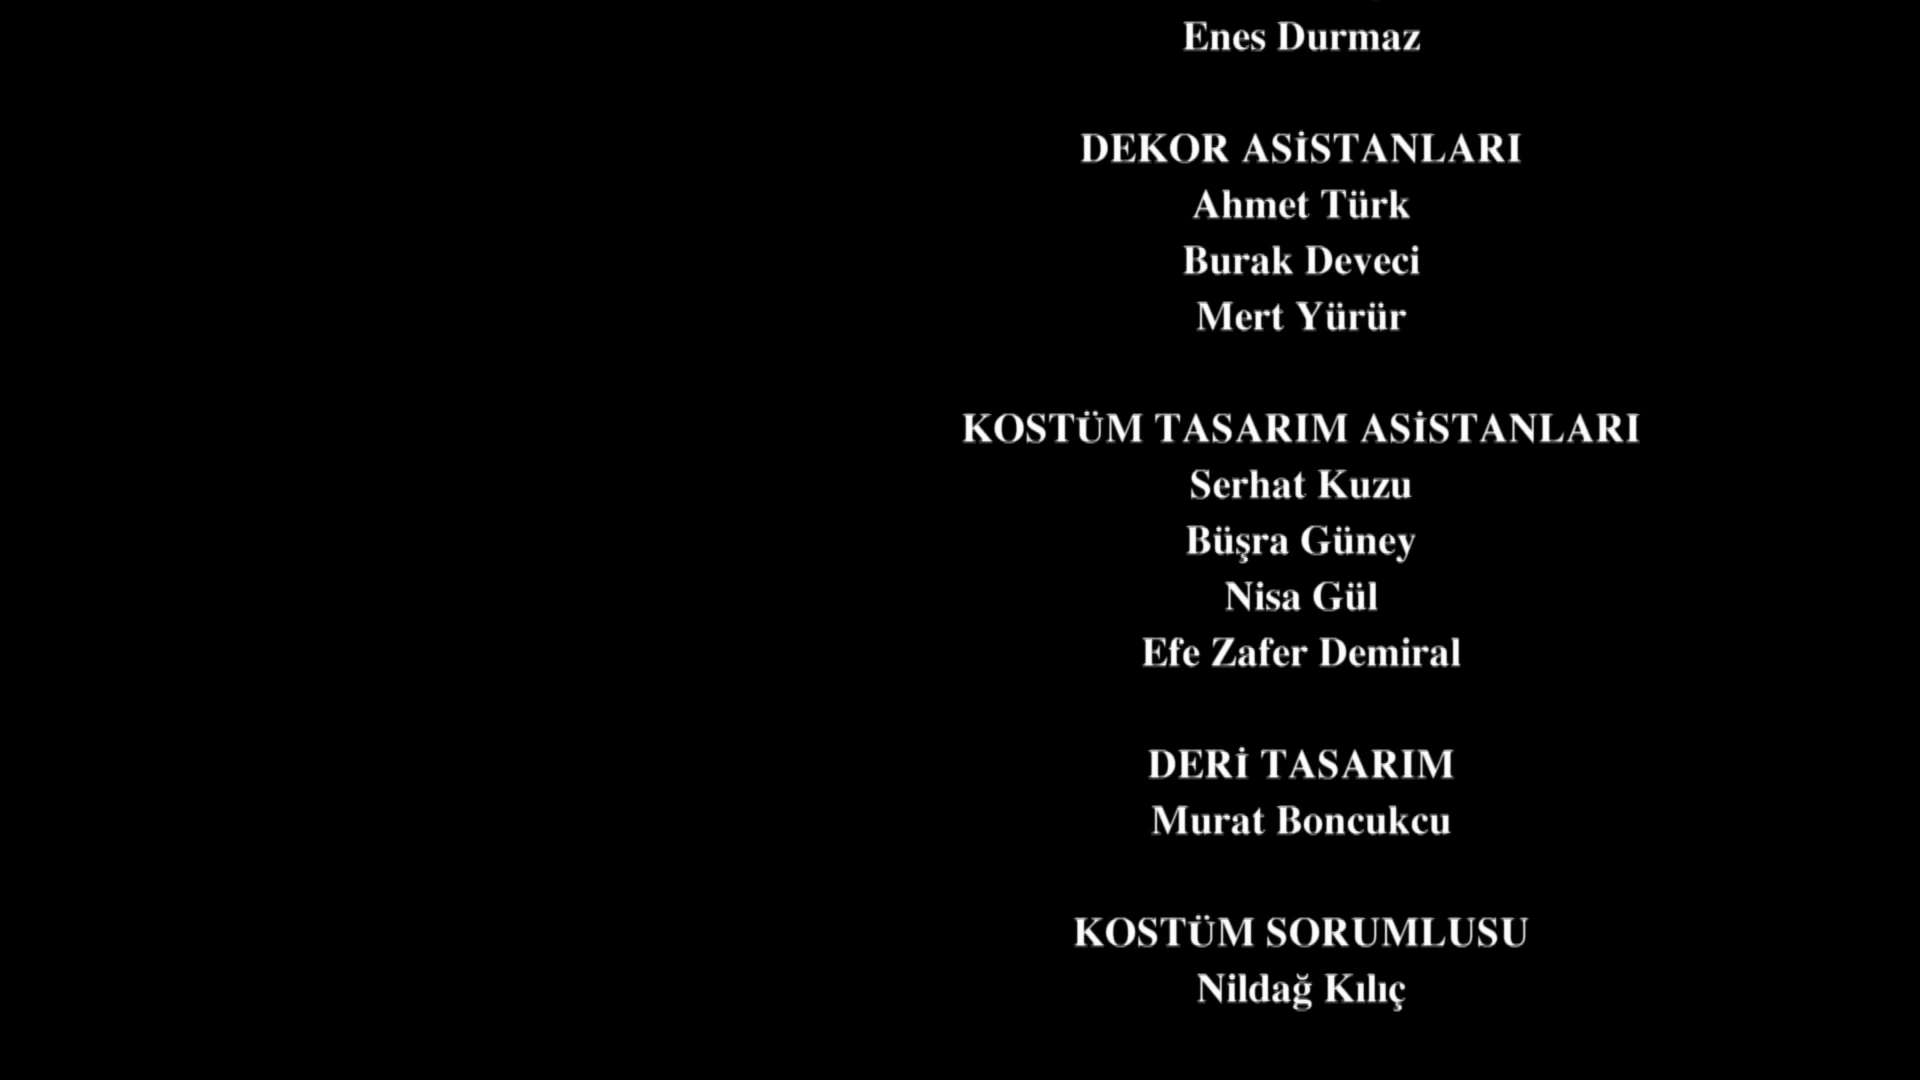 Enes Durmaz
DEKOR ASİSTANLARI
Ahmet Türk
Burak Deveci
Mert Yürür
KOSTÜM TASARIM ASİSTANLARI
Serhat Kuzu
Büşra Güney
Nisa Gül
Efe Zafer Demiral
DERİ TASARIM
Murat Boncukcu
KOSTÜM SORUMLUSU
Nildağ Kılıç